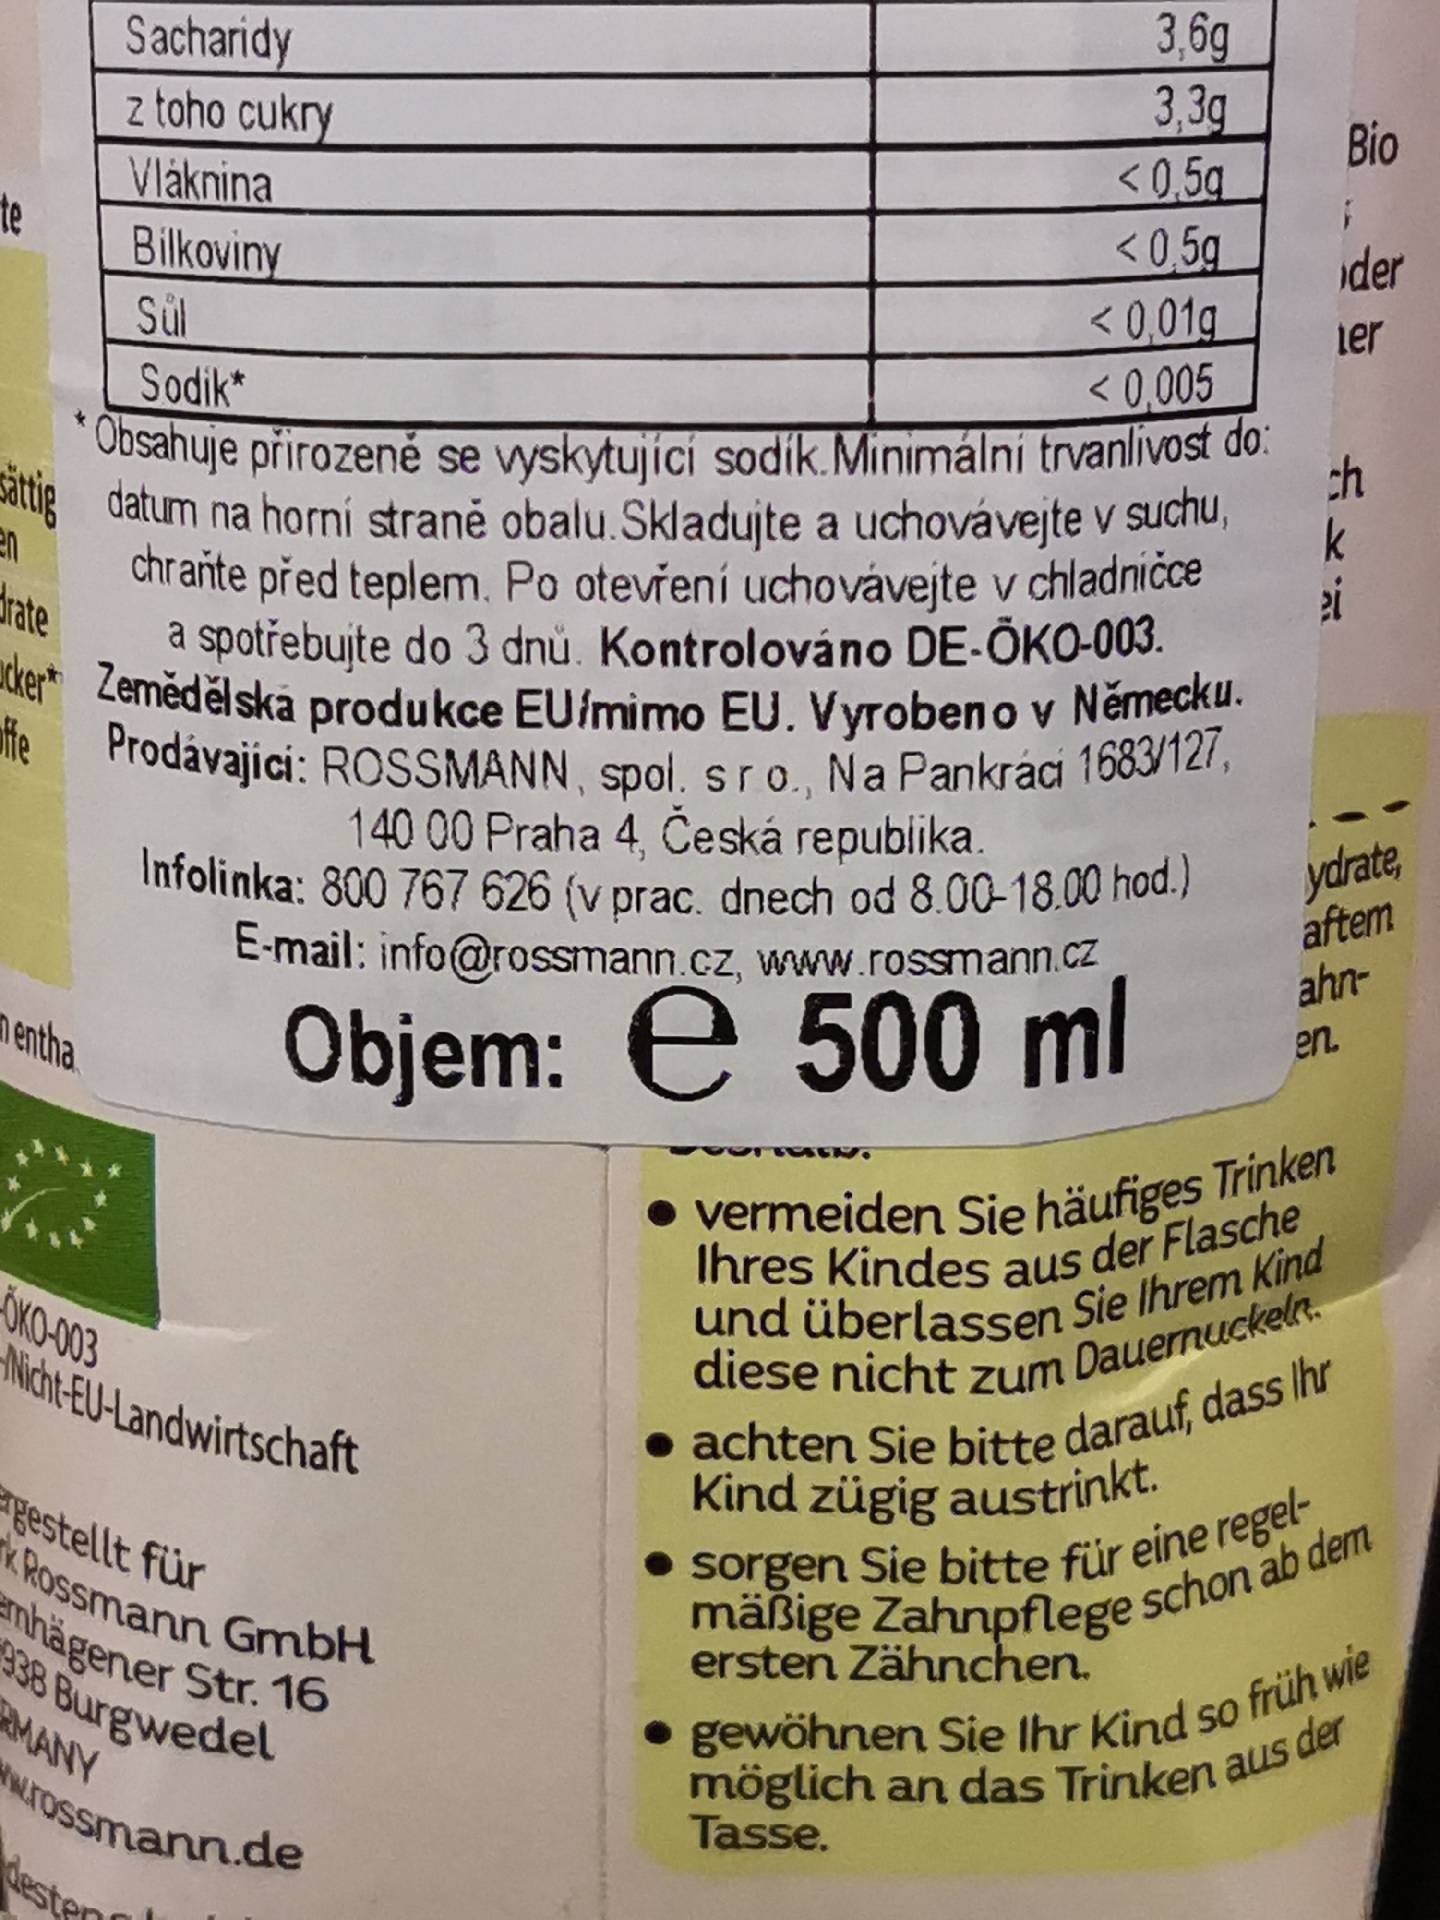 Sacharidy 3,6g
z toho cukry 3,3g
Vláknina < 0,5g
Bílkoviny < 0,5g
Sůl < 0,01g
Sodík* < 0,005
* Obsahuje přirozeně se vyskytující sodík. Minimální trvanlivost do:
datum na horní straně obalu. Skladujte a uchovávejte v suchu,
chraňte před teplem. Po otevření uchovávejte v chladničce
a spotřebujte do 3 dnů. Kontrolováno DE-ÖKO-003.
Zemědělská produkce EU/mimo EU. Vyrobeno v Německu.
Prodávající: ROSSMANN, spol. s r o., Na Pankráci 1683/127,
140 00 Praha 4, Česká republika.
Infolinka: 800 767 626 (v prac. dnech od 8.00-18.00 hod.)
E-mail: info@rossmann.cz, www.rossmann.cz
Objem: e 500 ml
Bio
ÖKO-003
/Nicht-EU-Landwirtschaft
für
Rossmann GmbH
Str. 16
Burgwedel
rossmann.de
• vermeiden Sie häufiges Trinken
Ihres Kindes aus der Flasche
und überlassen Sie Ihrem Kind
diese nicht zum Dauernuckeln.
• achten Sie bitte darauf, dass Ihr
Kind zügig austrinkt.
• sorgen Sie bitte für eine regel-
mäßige Zahnpflege schon ab dem
ersten Zähnchen.
• gewöhnen Sie Ihr Kind so früh wie
möglich an das Trinken aus der
Tasse.